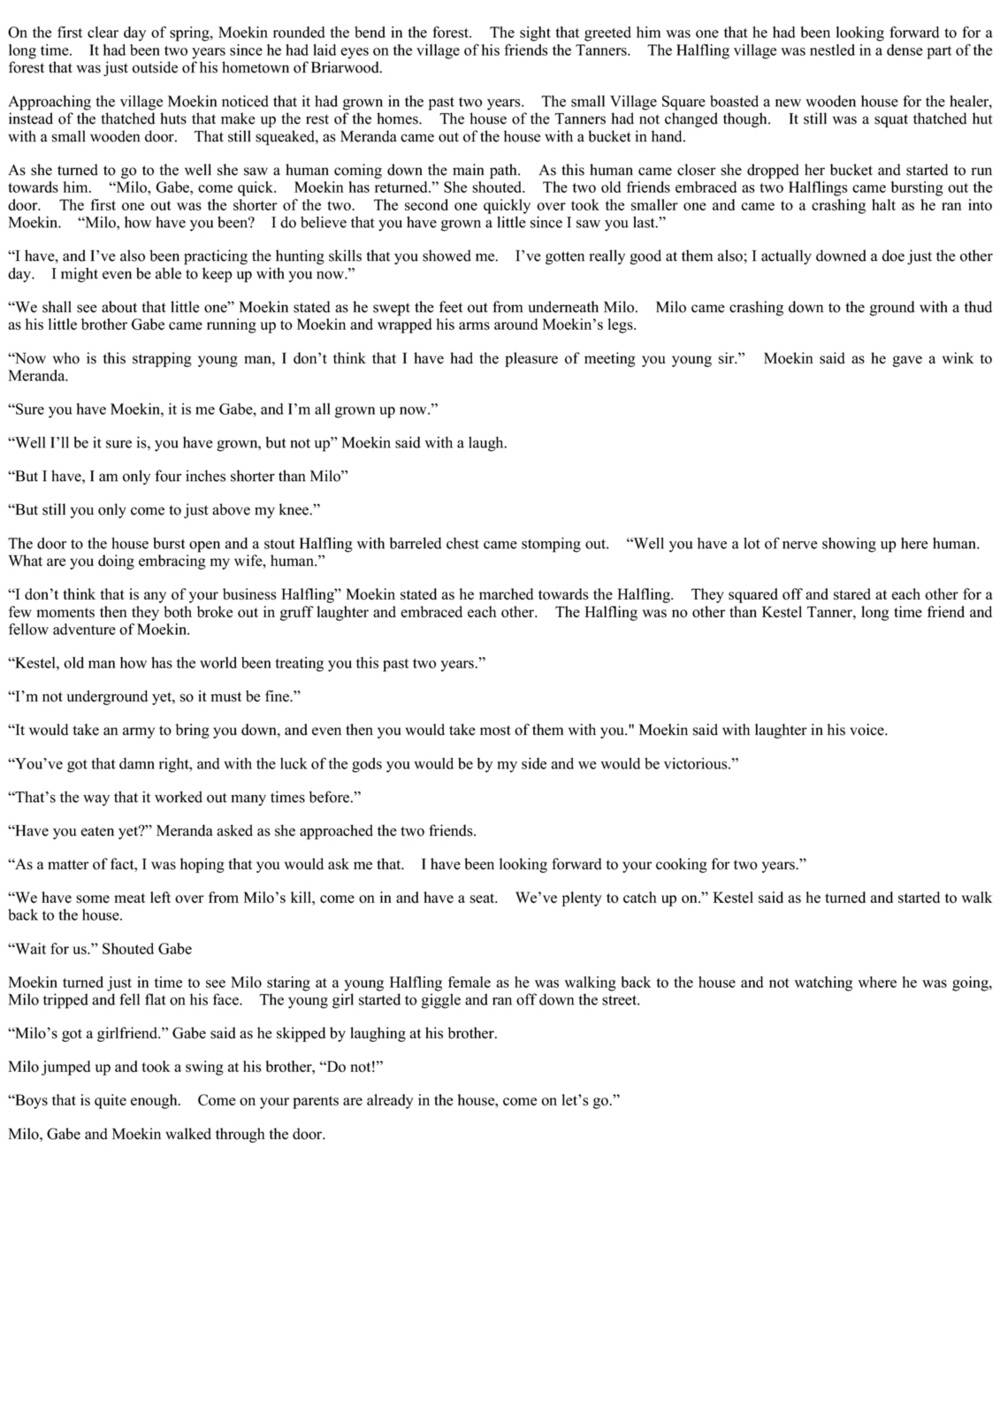 On the first clear day of spring, Moekin rounded the bend in the forest. The sight that greeted him was one that he had been looking forward to for a
long time. It had been two years since he had laid eyes on the village of his friends the Tanners. The Halfling village was nestled in a dense part of the
forest that was just outside of his hometown of Briarwood.
Approaching the village Moekin noticed that it had grown in the past two years. The small Village Square boasted a new wooden house for the healer,
instead of the thatched huts that make up the rest of the homes. The house of the Tanners had not changed though. It still was a squat thatched hut
with a small wooden door. That still squeaked, as Meranda came out of the house with a bucket in hand.
As she turned to go to the well she saw a human coming down the main path. As this human came closer she dropped her bucket and started to run
towards him. “Milo, Gabe, come quick. Moekin has returned.” She shouted. The two old friends embraced as two Halflings came bursting out the
door. The first one out was the shorter of the two. The second one quickly over took the smaller one and came to a crashing halt as he ran into
Moekin. “Milo, how have you been? I do believe that you have grown a little since I saw you last.”
“I have, and I’ve also been practicing the hunting skills that you showed me. I’ve gotten really good at them also; I actually downed a doe just the other
day. I might even be able to keep up with you now.”
“We shall see about that little one” Moekin stated as he swept the feet out from underneath Milo. Milo came crashing down to the ground with a thud
as his little brother Gabe came running up to Moekin and wrapped his arms around Moekin’s legs.
“Now who is this strapping young man, I don’t think that I have had the pleasure of meeting you young sir.” Moekin said as he gave a wink to
Meranda.
“Sure you have Moekin, it is me Gabe, and I’m all grown up now.”
“Well I’ll be it sure is, you have grown, but not up” Moekin said with a laugh.
“But I have, I am only four inches shorter than Milo”
“But still you only come to just above my knee.”
The door to the house burst open and a stout Halfling with barreled chest came stomping out. “Well you have a lot of nerve showing up here human.
What are you doing embracing my wife, human.”
“I don’t think that is any of your business Halfling” Moekin stated as he marched towards the Halfling. They squared off and stared at each other for a
few moments then they both broke out in gruff laughter and embraced each other. The Halfling was no other than Kestel Tanner, long time friend and
fellow adventure of Moekin.
“Kestel, old man how has the world been treating you this past two years.”
“I’m not underground yet, so it must be fine.”
“It would take an army to bring you down, and even then you would take most of them with you." Moekin said with laughter in his voice.
“You’ve got that damn right, and with the luck of the gods you would be by my side and we would be victorious.”
“That’s the way that it worked out many times before.”
“Have you eaten yet?” Meranda asked as she approached the two friends.
“As a matter of fact, I was hoping that you would ask me that. I have been looking forward to your cooking for two years.”
“We have some meat left over from Milo’s kill, come on in and have a seat. We’ve plenty to catch up on.” Kestel said as he turned and started to walk
back to the house.
“Wait for us.” Shouted Gabe
Moekin turned just in time to see Milo staring at a young Halfling female as he was walking back to the house and not watching where he was going,
Milo tripped and fell flat on his face. The young girl started to giggle and ran off down the street.
“Milo’s got a girlfriend.” Gabe said as he skipped by laughing at his brother.
Milo jumped up and took a swing at his brother, “Do not!”
“Boys that is quite enough. Come on your parents are already in the house, come on let’s go.”
Milo, Gabe and Moekin walked through the door.